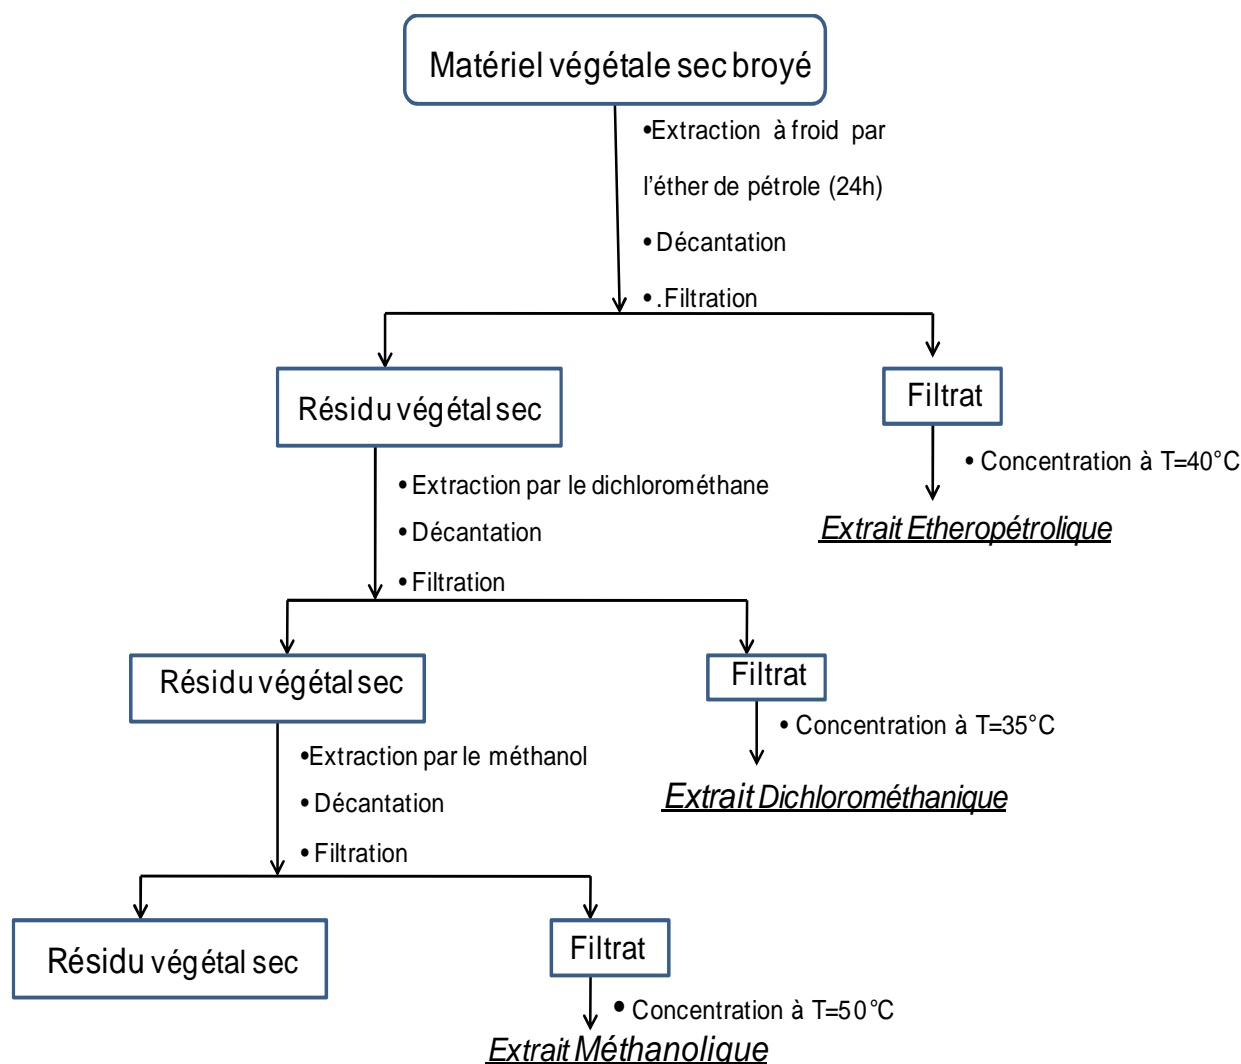 Matériel végétale sec broyé
•Extraction à froid par
l'éther de pétrole (24h)
• Décantation
• .Filtration
Résidu végétal sec
Filtrat
• Concentration à T=40°C
• Extraction par le dichlorométhane
Extrait Etheropétrolique
• Décantation
• Filtration
Résidu végétal sec
Filtrat
• Concentration à T=35°C
•Extraction par le méthanol
Extrait Dichlorométhanique
• Décantation
• Filtration
Résidu végétal sec
Filtrat
• Concentration à T=50°C
Extrait Méthanolique